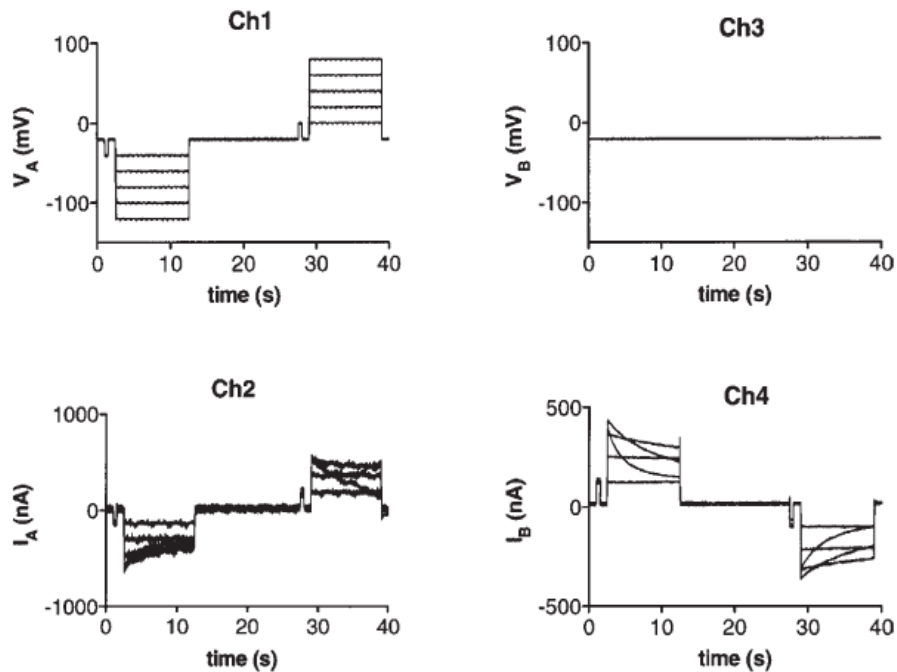 Ch1
100
0
-100
V_A (mV)
0 10 20 30 40
time (s)
Ch3
100
0
-100
V_B (mV)
0 10 20 30 40
time (s)
Ch2
1000
0
-1000
I_A (nA)
0 10 20 30 40
time (s)
Ch4
500
0
-500
I_B (nA)
0 10 20 30 40
time (s)